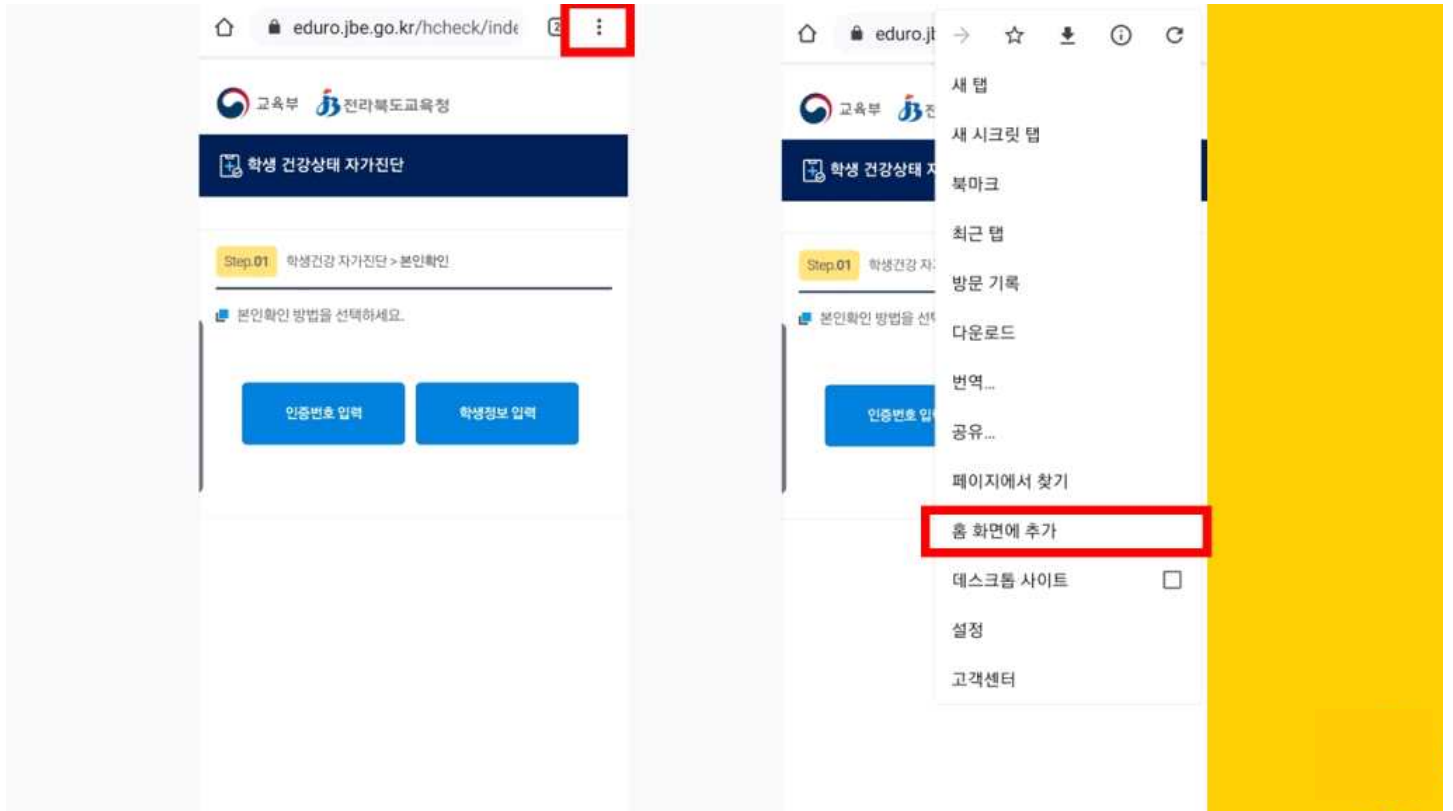 eduro.jbe.go.kr/hcheck/inde
교육부 전라북도교육청
학생 건강상태 자가진단
Step.01 학생건강 자가진단 > 본인확인
본인확인 방법을 선택하세요.
인증번호 입력 학생정보 입력
eduro.j
교육부
학생 건강상태
Step.01 학생건강 자
본인확인 방법을 선
인증번호 입
새 탭
새 시크릿 탭
북마크
최근 탭
방문 기록
다운로드
번역...
공유...
페이지에서 찾기
홈 화면에 추가
데스크톱 사이트
설정
고객센터